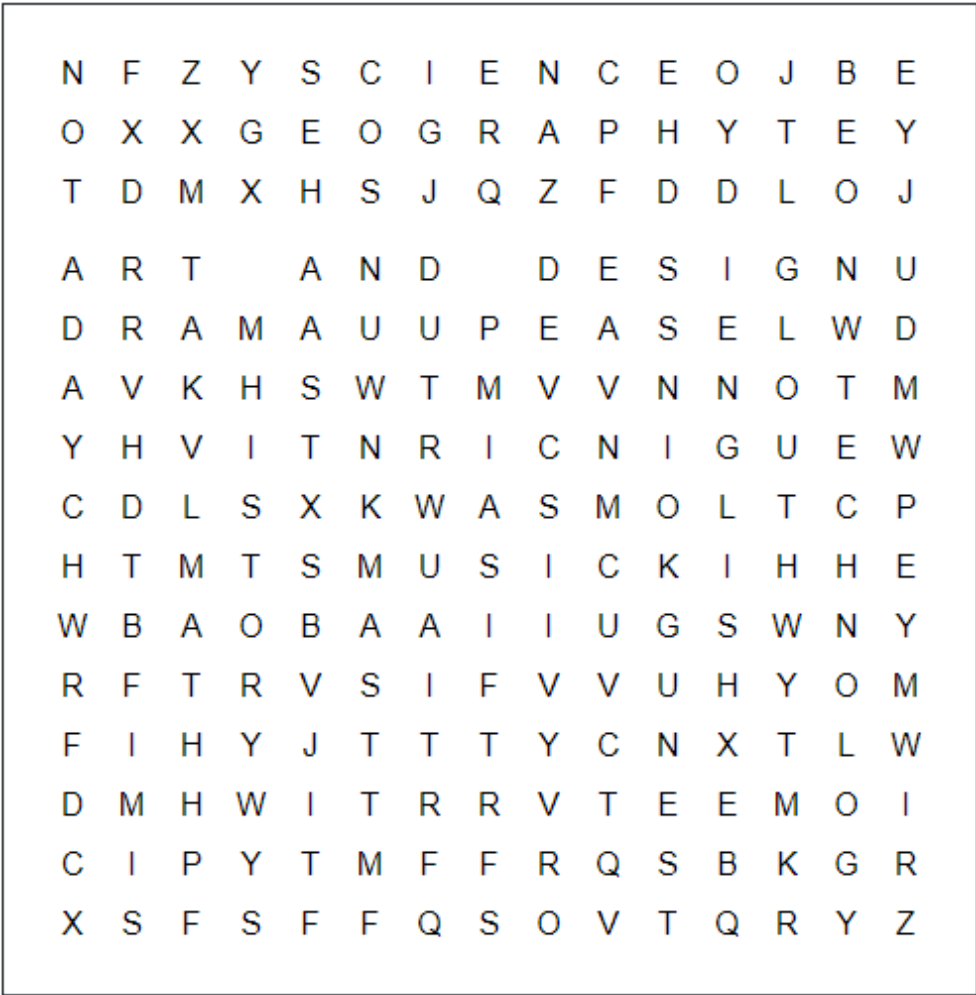 N F Z Y S C I E N C E O J B E
O X X G E O G R A P H Y T E Y
T D M X H S J Q Z F D D L O J
A R T A N D D E S I G N U
D R A M A U U P E A S E L W D
A V K H S W T M V V N N O T M
Y H V I T N R I C N I G U E W
C D L S X K W A S M O L T C P
H T M T S M U S I C K I H H E
W B A O B A A I I U G S W N Y
R F T R V S I F V V U H Y O M
F I H Y J T T T Y C N X T L W
D M H W I T R R V T E E M O I
C I P Y T M F F R Q S B K G R
X S F S F F Q S O V T Q R Y Z